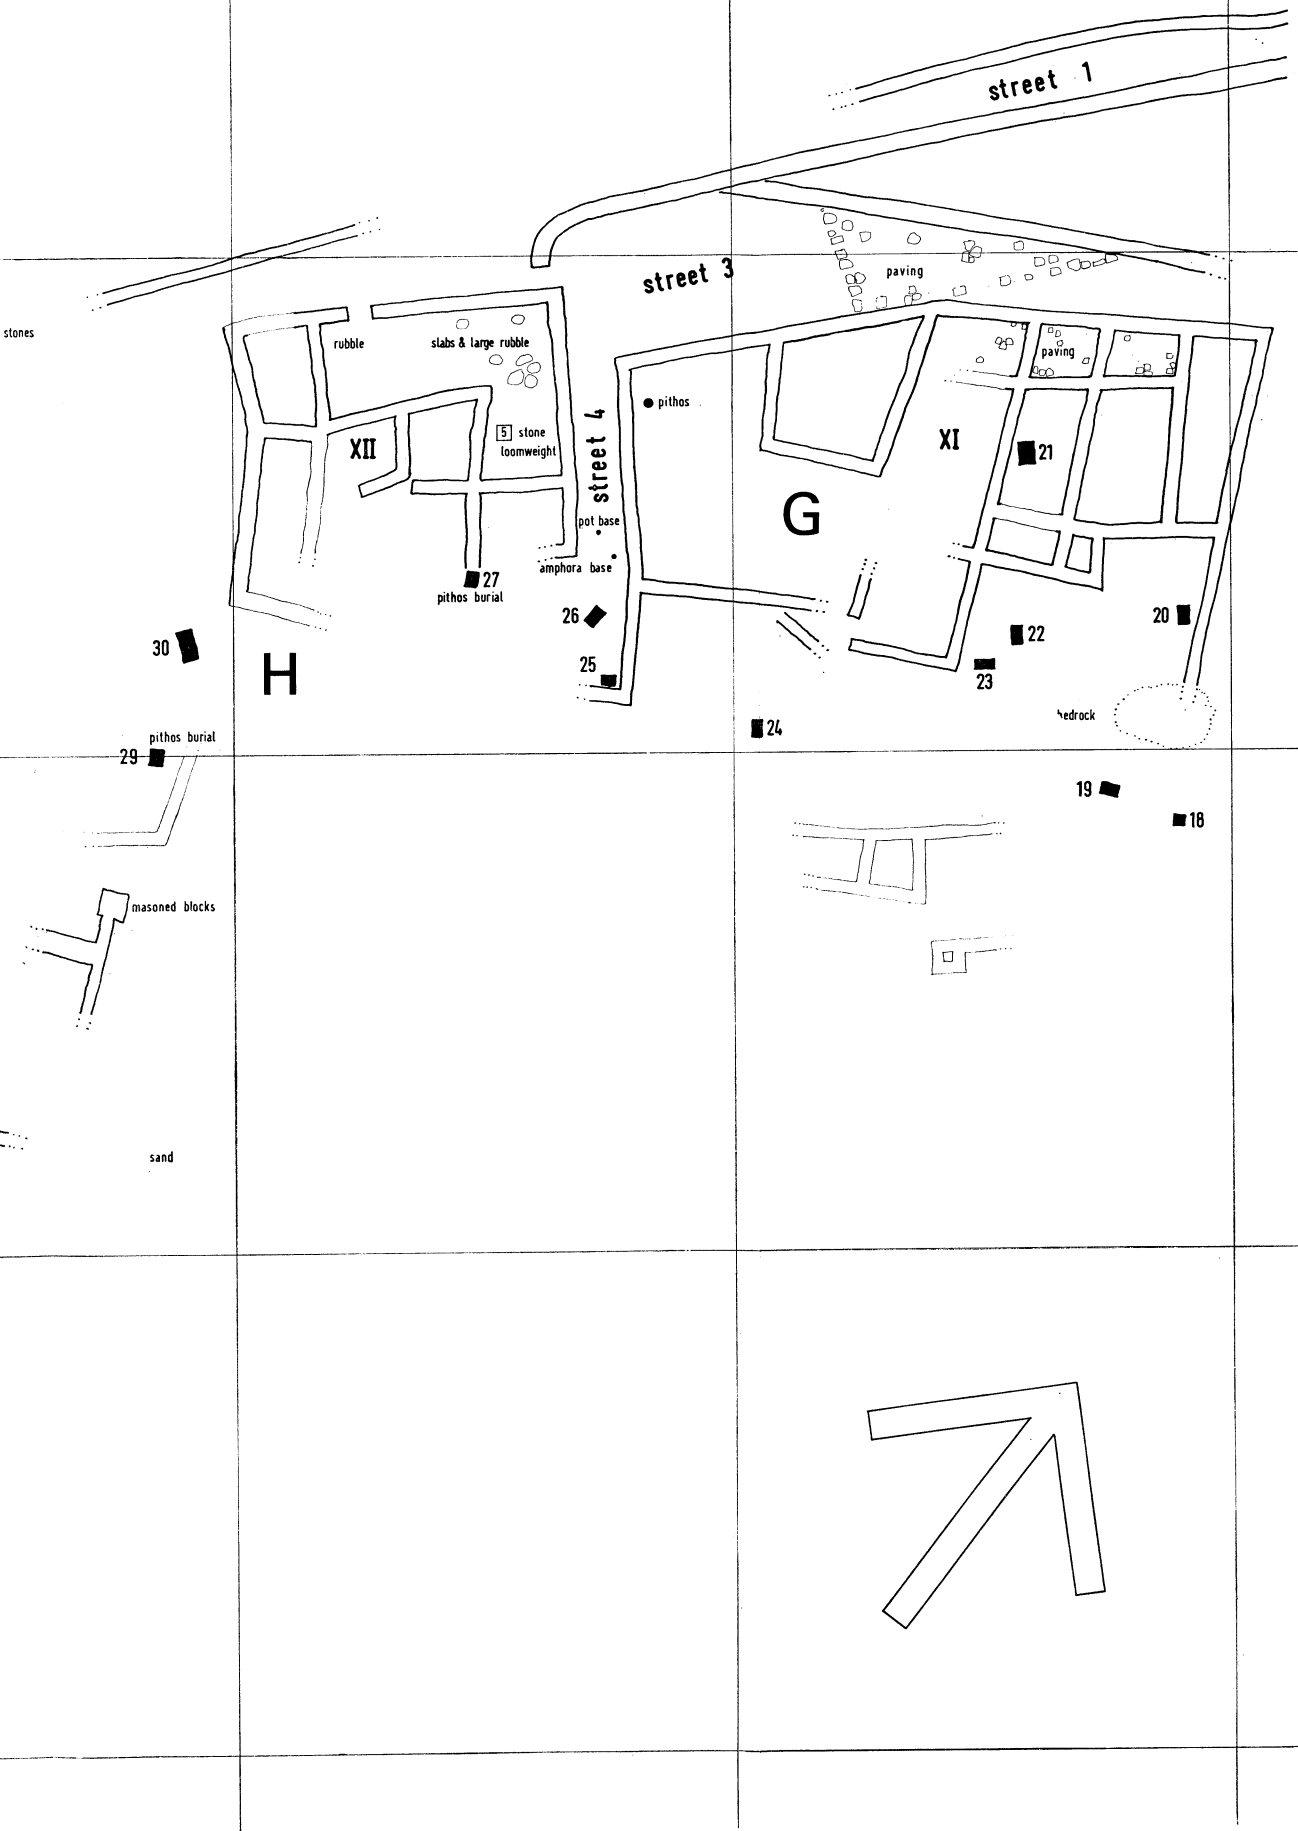 street 1
street 3
paving
stones
rubble
slabs & large rubble
paving
pithos
XII
5 stone
loomweight
street 4
XI
21
G
pot base
amphora base
27
pithos burial
26
20
22
30
H
25
23
24
bedrock
pithos burial
29
19
18
masoned blocks
sand